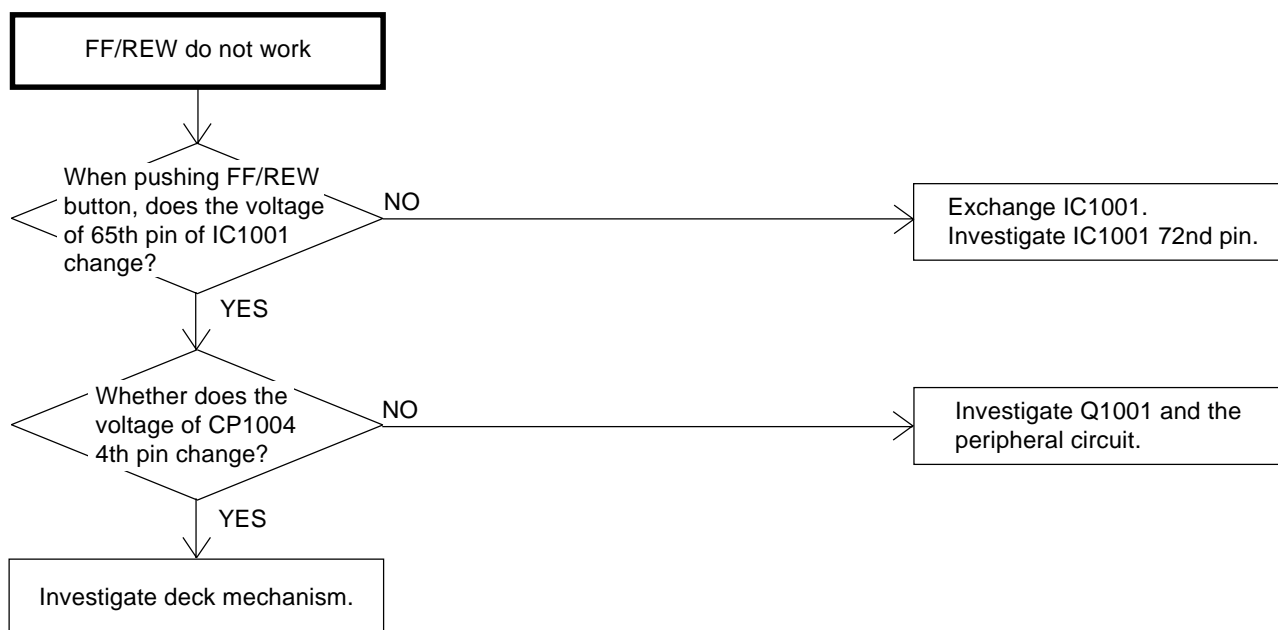 FF/REW do not work
When pushing FF/REW
button, does the voltage
of 65th pin of IC1001
change?
NO
Exchange IC1001.
Investigate IC1001 72nd pin.
YES
Whether does the
voltage of CP1004
4th pin change?
NO
Investigate Q1001 and the
peripheral circuit.
YES
Investigate deck mechanism.